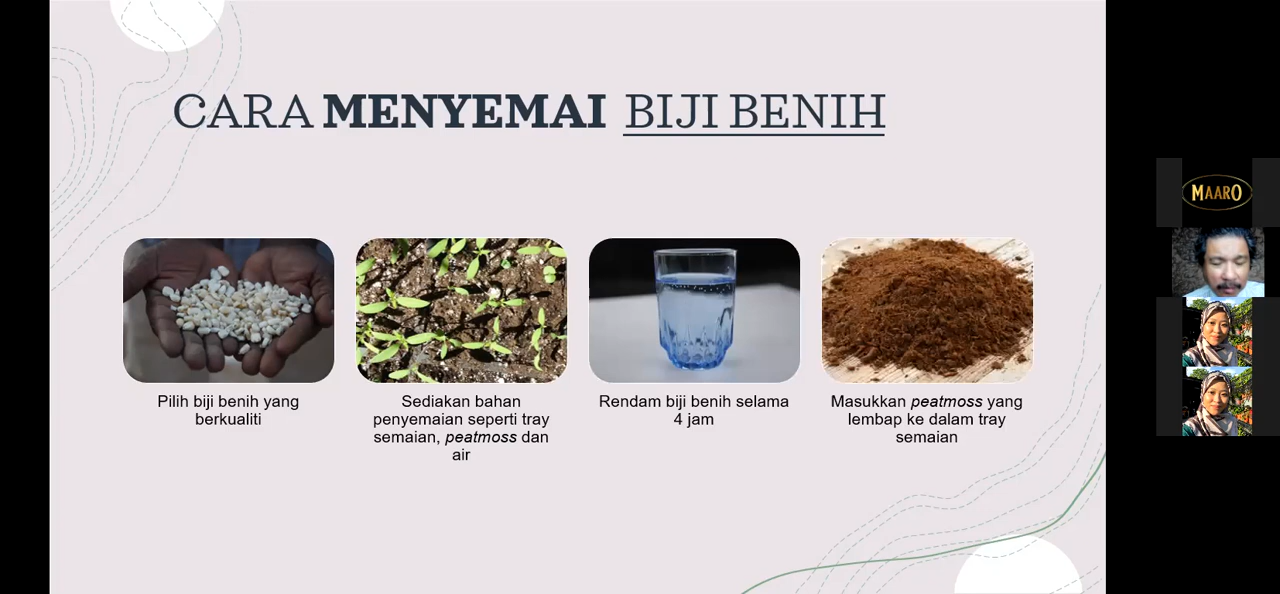 CARA MENYEMAI BIJI BENIH
Pilih biji benih yang
berkualiti
Sediakan bahan
penyemaian seperti tray
semaian, peatmoss dan
air
Rendam biji benih selama
4 jam
Masukkan peatmoss yang
lembap ke dalam tray
semaian
MAARO